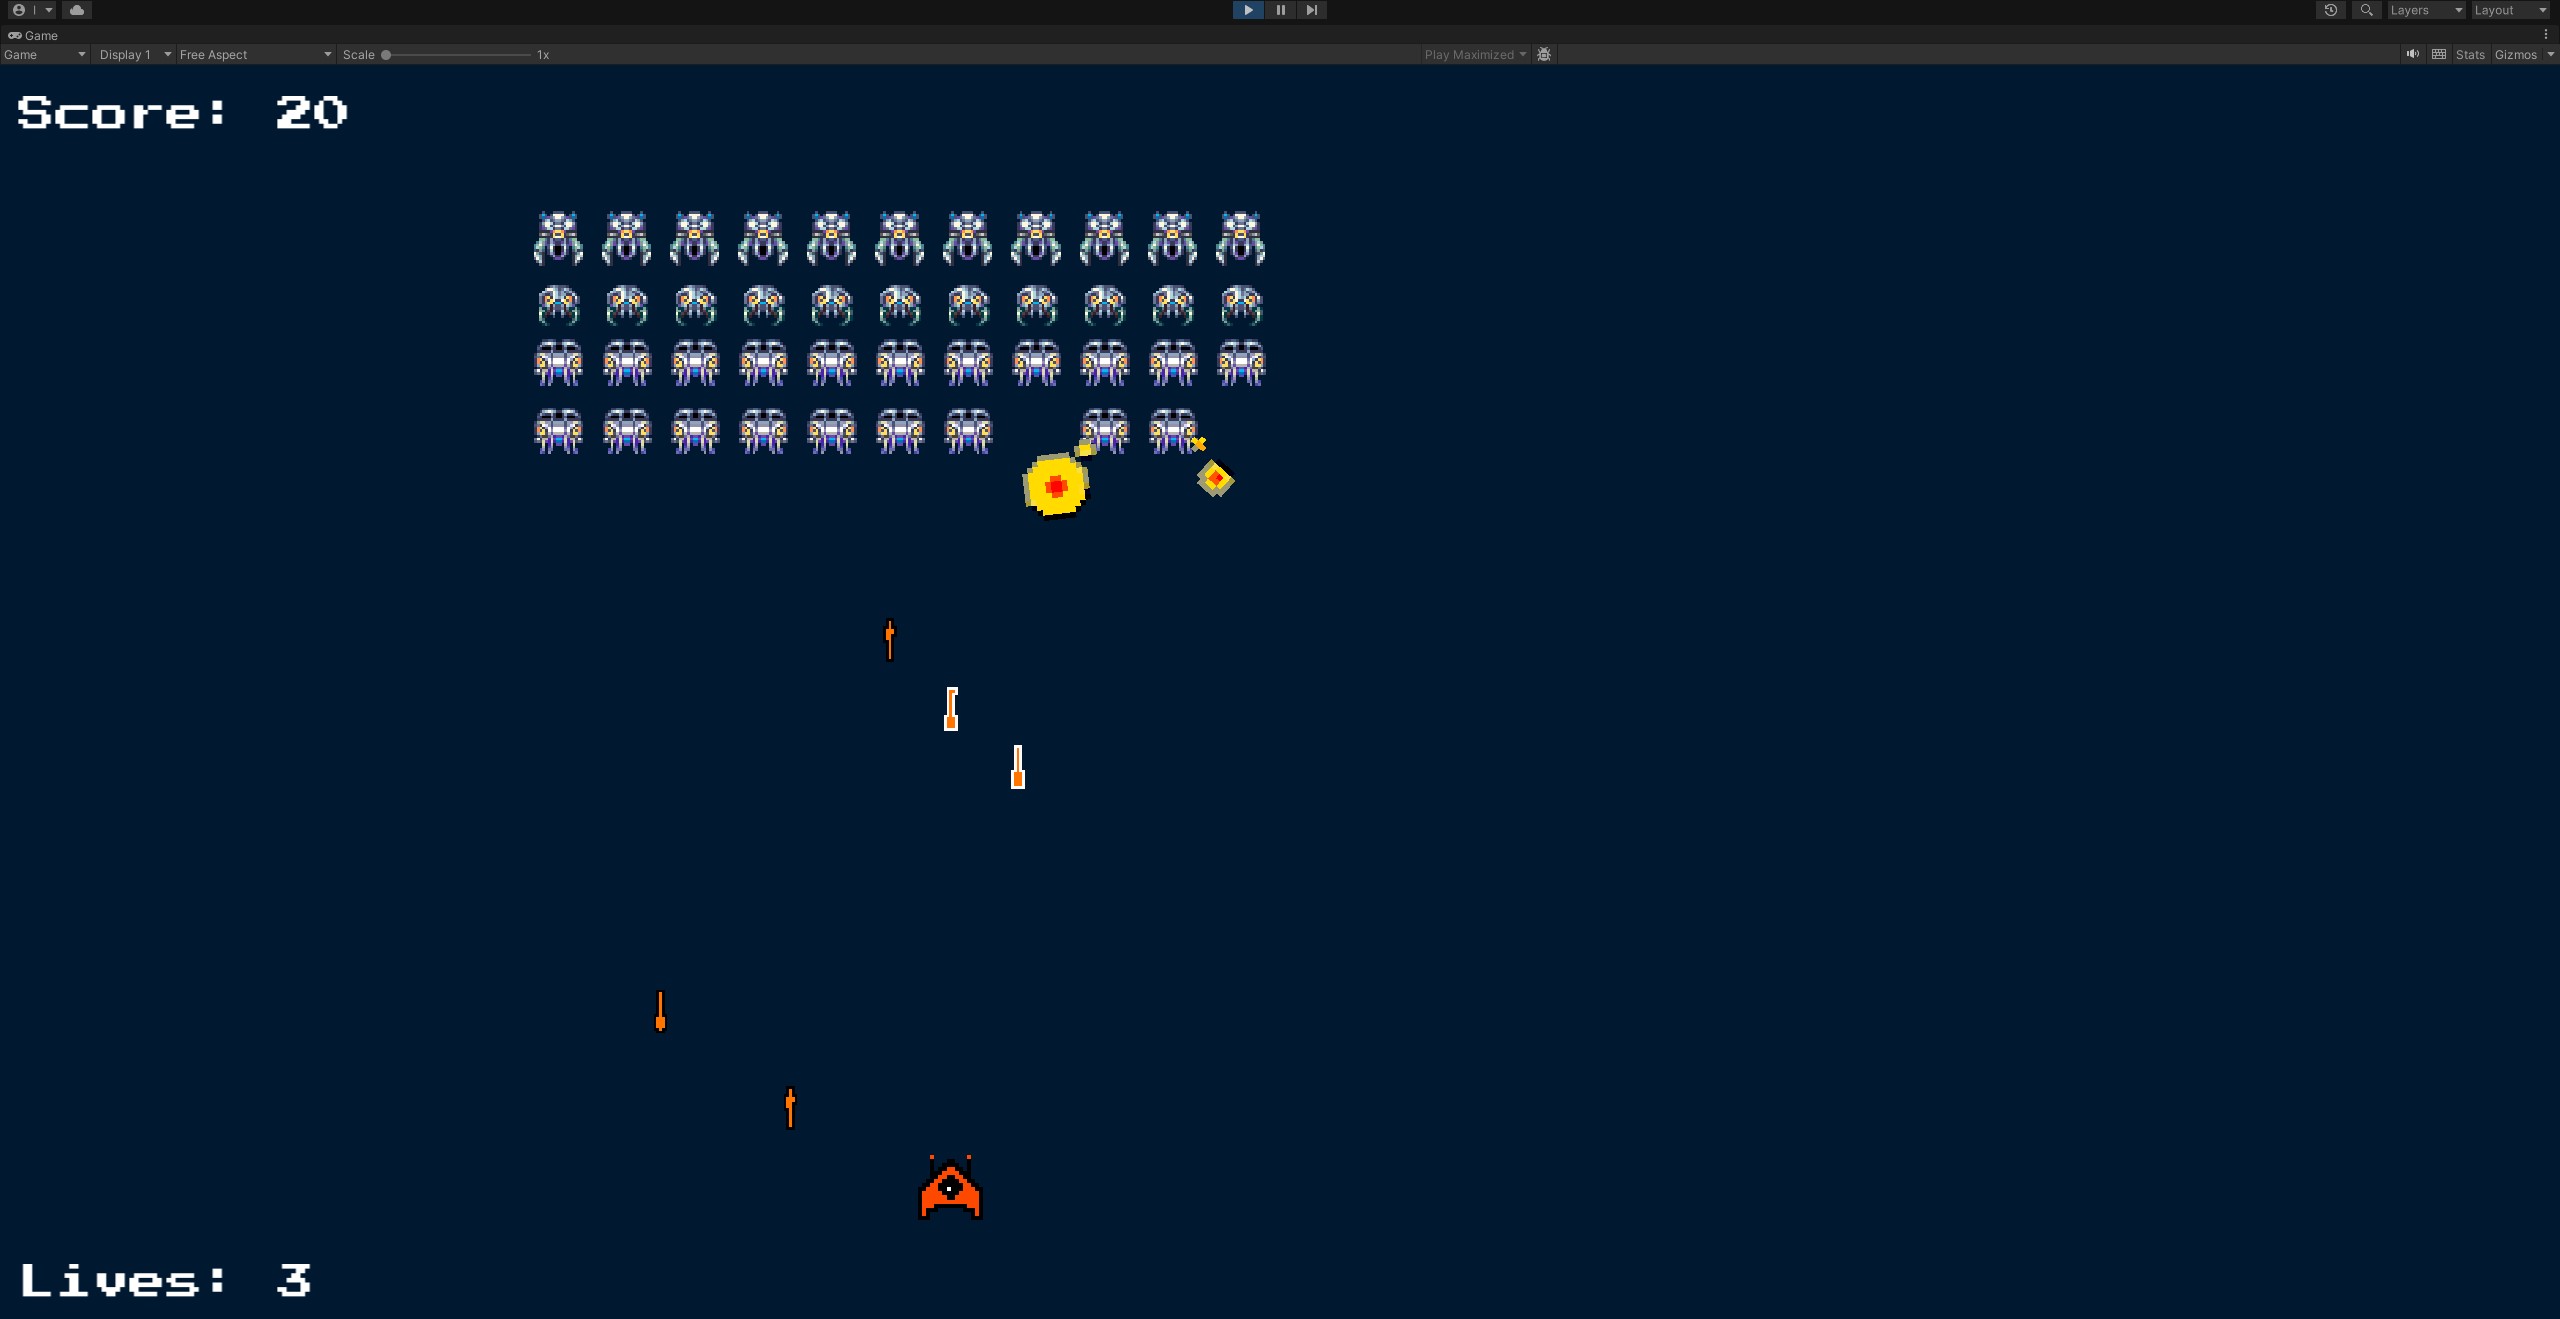 I
Layers
Layout
Game
Game
Display 1
Free Aspect
Scale
1x
Play Maximized
Stats
Gizmos
Score: 20
Lives: 3